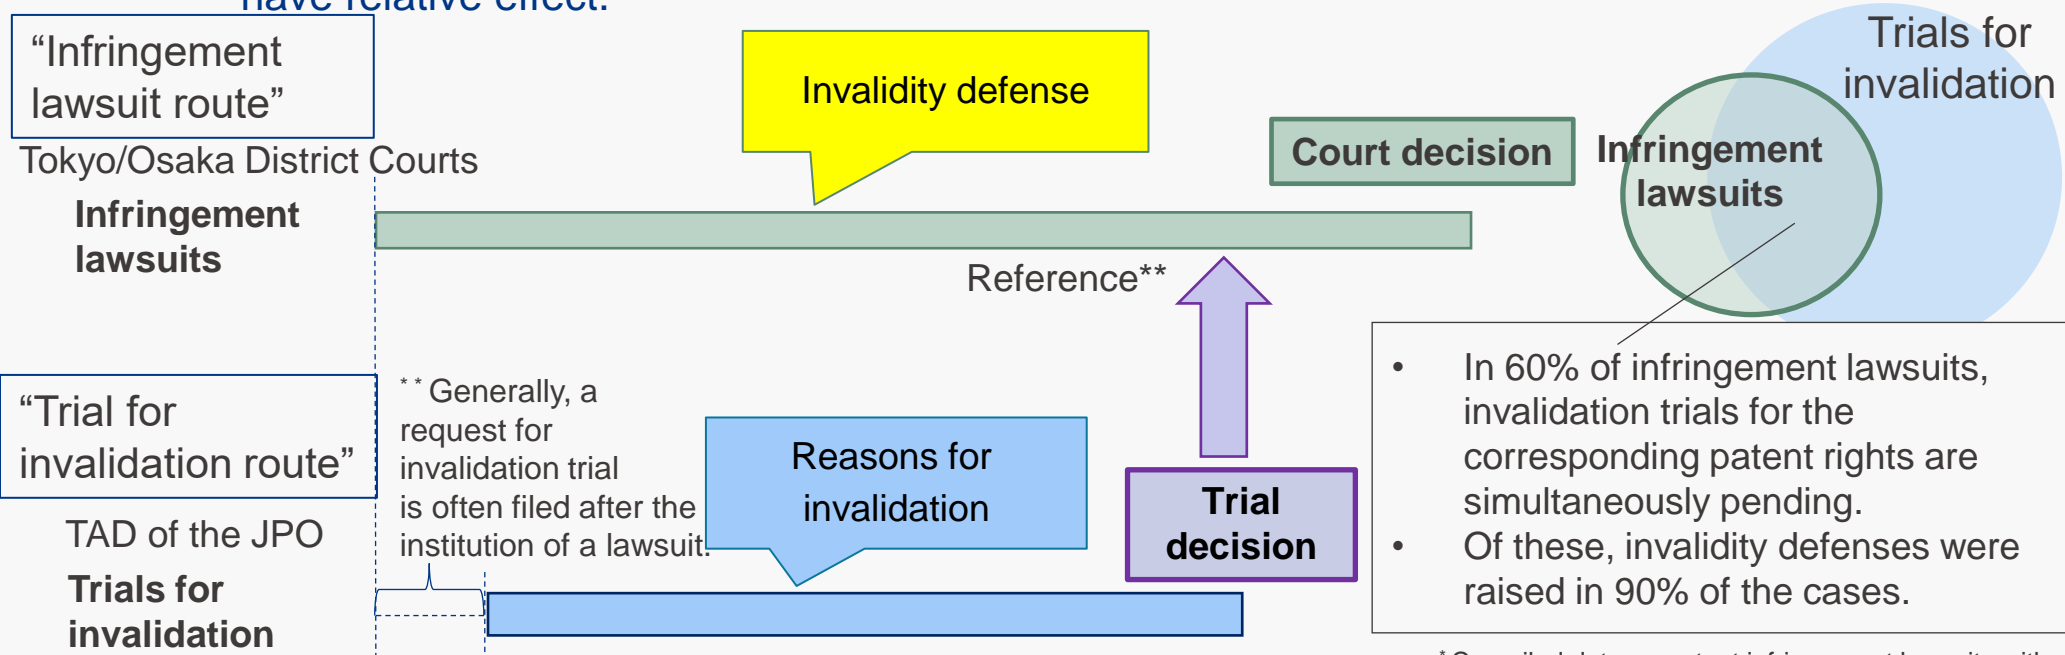 have relative effect.
“Infringement
lawsuit route”
Tokyo/Osaka District Courts
Infringement
lawsuits
Invalidity defense
Court decision
Trials for
invalidation
Infringement
lawsuits
Reference**
“Trial for
invalidation route”
TAD of the JPO
Trials for
invalidation
** Generally, a
request for
invalidation trial
is often filed after the
institution of a lawsuit.
Reasons for
invalidation
Trial
decision
• In 60% of infringement lawsuits,
invalidation trials for the
corresponding patent rights are
simultaneously pending.
• Of these, invalidity defenses were
raised in 90% of the cases.